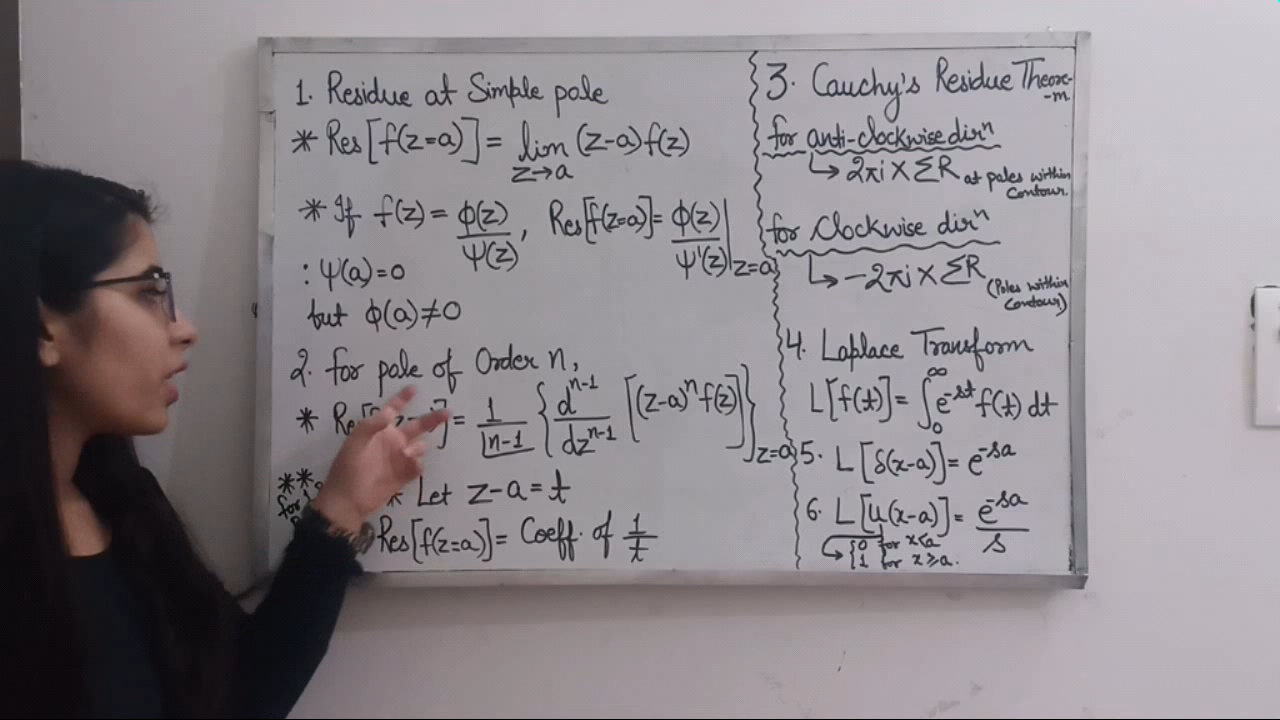 1. Residue at Simple pole
* Res[f(z=a)] = lim (z-a) f(z)
z→a
* If f(z) = ϕ(z)/ψ(z), Res[f(z=a)] = ϕ(z)/ψ'(z)|z=a
: ψ(a)=0
but ϕ(a)≠0
2. for pole of Order n,
* Res[ ] = 1/|n-1 { d^n-1/dz^n-1 [(z-a)^n f(z)] }z=a
**
for
* Let z-a = t
Res[f(z=a)] = Coeff. of 1/t
3. Cauchy's Residue Theore-
-m.
for anti-clockwise dirⁿ
↳ 2πi × ΣR at poles within
contour.
for Clockwise dirⁿ
↳ -2πi × ΣR (Poles within
Contour)
4. Laplace Transform
L[f(t)] = ∫₀^∞ e^-st f(t) dt
5. L[δ(x-a)] = e^-sa
6. L[u(x-a)] = e^-sa/s
↳ {0 for x<a
1 for x⩾a.